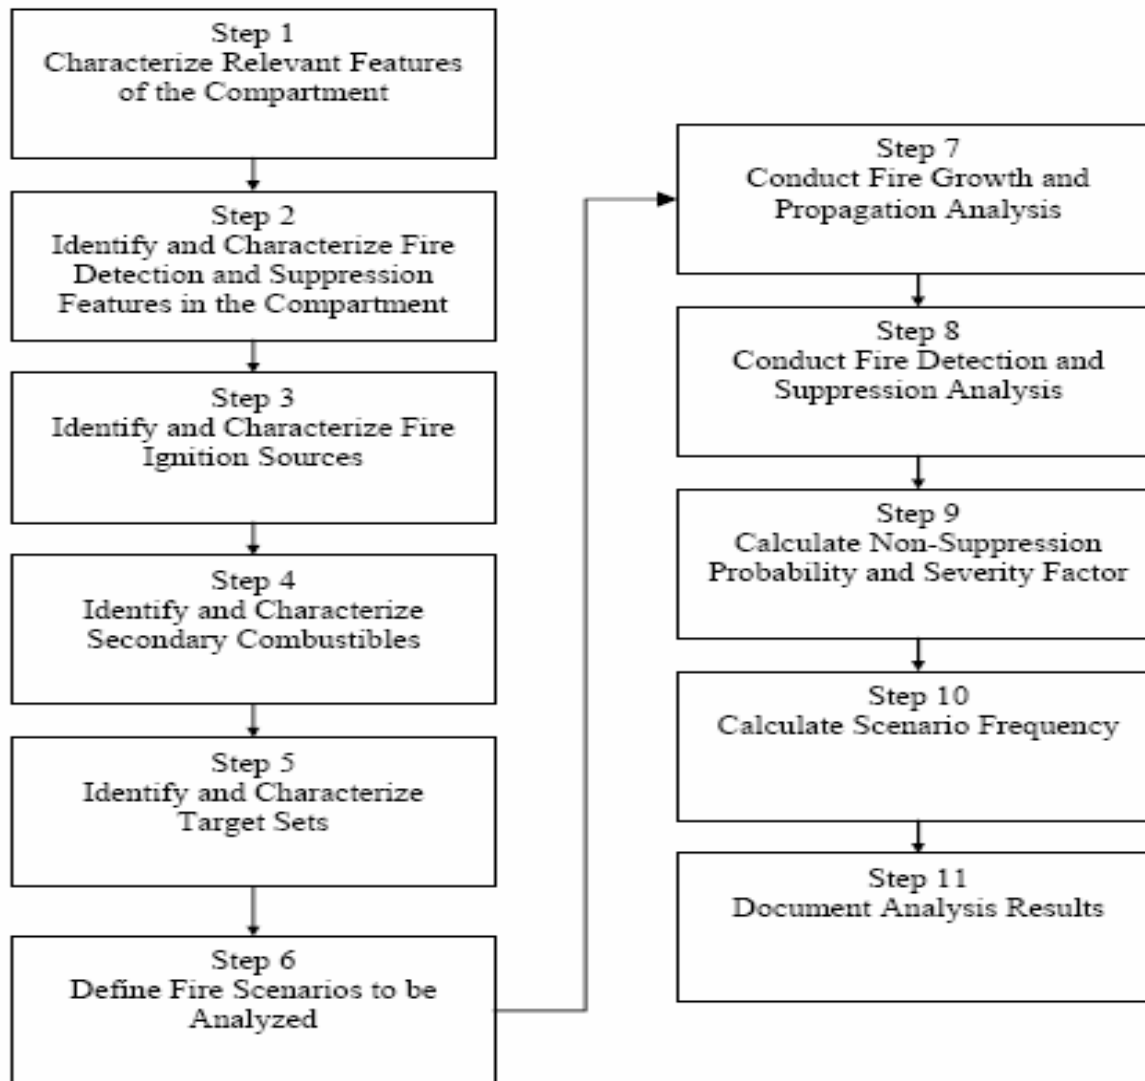 Step 1
Characterize Relevant Features
of the Compartment
Step 2
Identify and Characterize Fire
Detection and Suppression
Features in the Compartment
Step 3
Identify and Characterize Fire
Ignition Sources
Step 4
Identify and Characterize
Secondary Combustibles
Step 5
Identify and Characterize
Target Sets
Step 6
Define Fire Scenarios to be
Analyzed
Step 7
Conduct Fire Growth and
Propagation Analysis
Step 8
Conduct Fire Detection and
Suppression Analysis
Step 9
Calculate Non-Suppression
Probability and Severity Factor
Step 10
Calculate Scenario Frequency
Step 11
Document Analysis Results